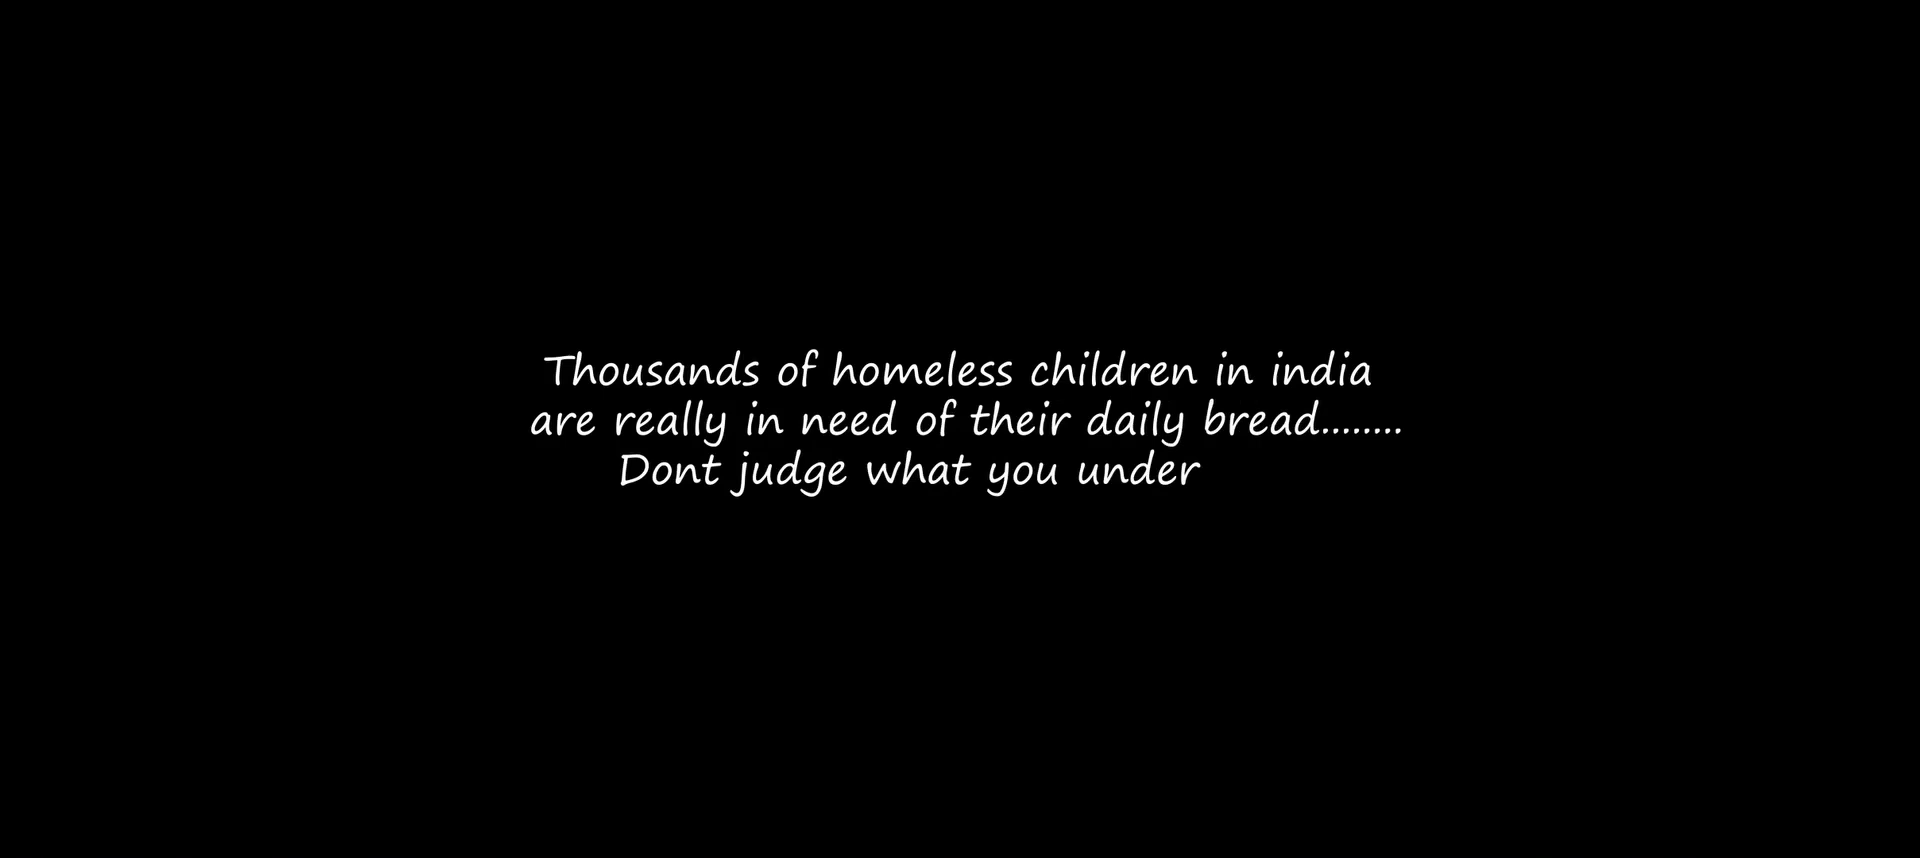 Thousands of homeless children in india
are really in need of their daily bread........
Dont judge what you under